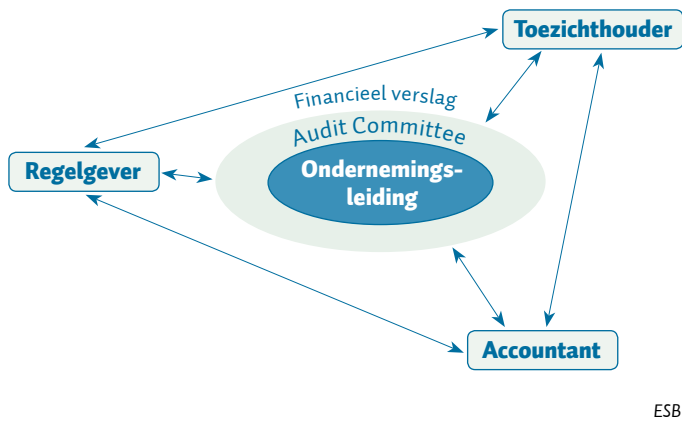 Toezichthouder
Financieel verslag
Audit Committee
Regelgever
Ondernemings-
leiding
Accountant
ESB